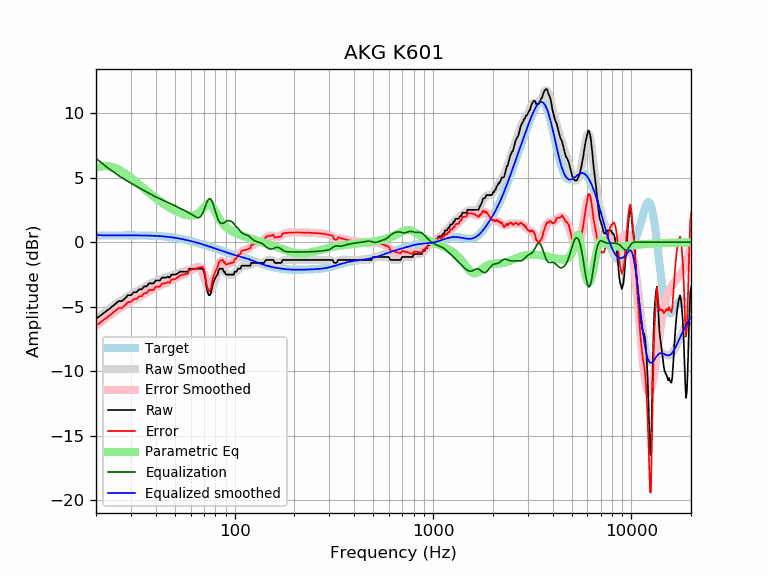 AKG K601
Amplitude (dBr)
10
5
0
−5
−10
−15
−20
Target
Raw Smoothed
Error Smoothed
Raw
Error
Parametric Eq
Equalization
Equalized smoothed
100
1000
10000
Frequency (Hz)